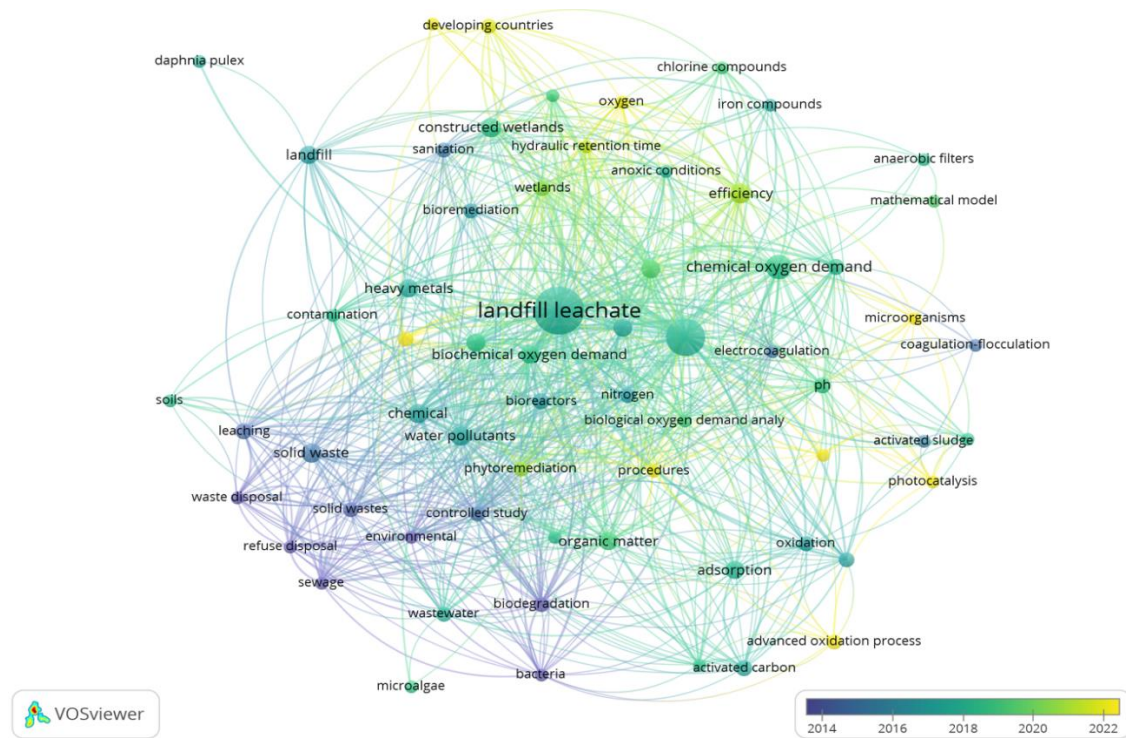 developing countries
daphnia pulex
chlorine compounds
oxygen
iron compounds
constructed wetlands
sanitation
hydraulic retention time
landfill
anaerobic filters
anoxic conditions
wetlands
efficiency
mathematical model
bioremediation
chemical oxygen demand
heavy metals
landfill leachate
contamination
microorganisms
coagulation-flocculation
electrocoagulation
biochemical oxygen demand
ph
nitrogen
soils
bioreactors
chemical
biological oxygen demand analy
leaching
water pollutants
activated sludge
solid waste
phytoremediation
procedures
photocatalysis
waste disposal
solid wastes
controlled study
environmental
organic matter
oxidation
refuse disposal
adsorption
sewage
biodegradation
wastewater
advanced oxidation process
activated carbon
bacteria
microalgae
VOSviewer
2014 2016 2018 2020 2022